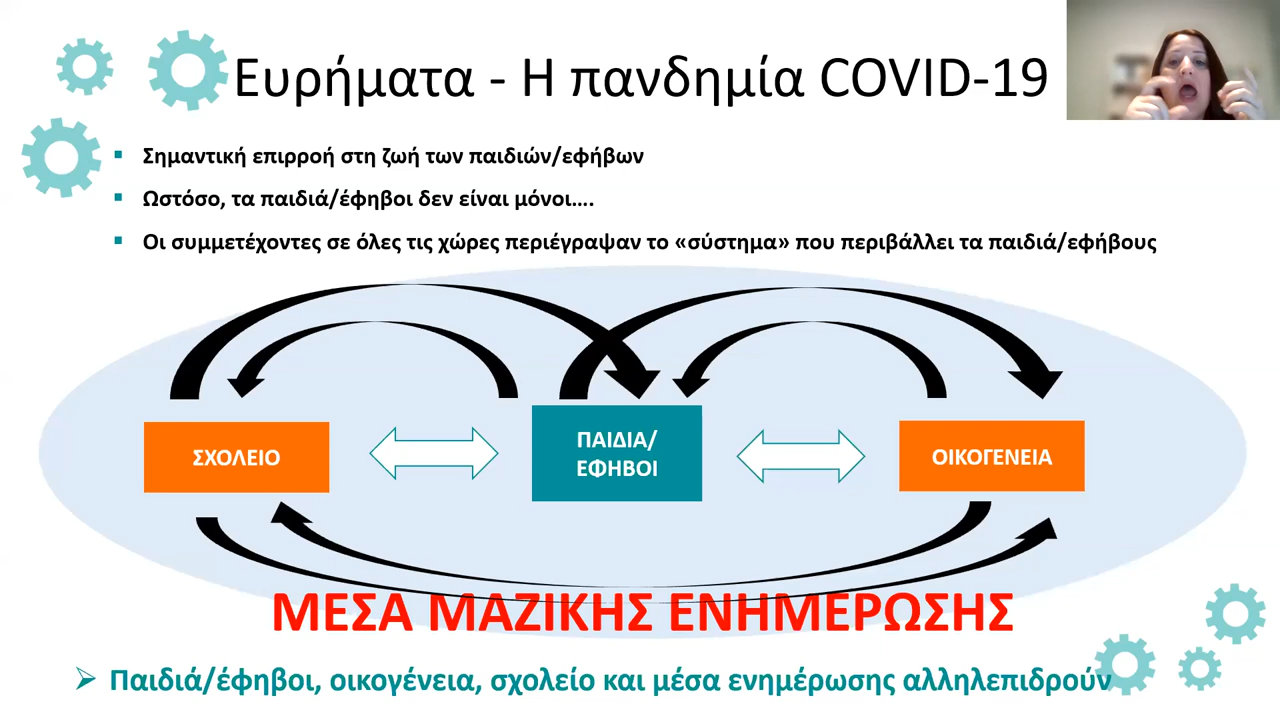 Ευρήματα - Η πανδημία COVID-19
Σημαντική επιρροή στη ζωή των παιδιών/εφήβων
Ωστόσο, τα παιδιά/έφηβοι δεν είναι μόνοι....
Οι συμμετέχοντες σε όλες τις χώρες περιέγραψαν το «σύστημα» που περιβάλλει τα παιδιά/εφήβους
ΣΧΟΛΕΙΟ
ΠΑΙΔΙΑ/
ΕΦΗΒΟΙ
ΟΙΚΟΓΕΝΕΙΑ
ΜΕΣΑ ΜΑΖΙΚΗΣ ΕΝΗΜΕΡΩΣΗΣ
Παιδιά/έφηβοι, οικογένεια, σχολείο και μέσα ενημέρωσης αλληλεπιδρούν